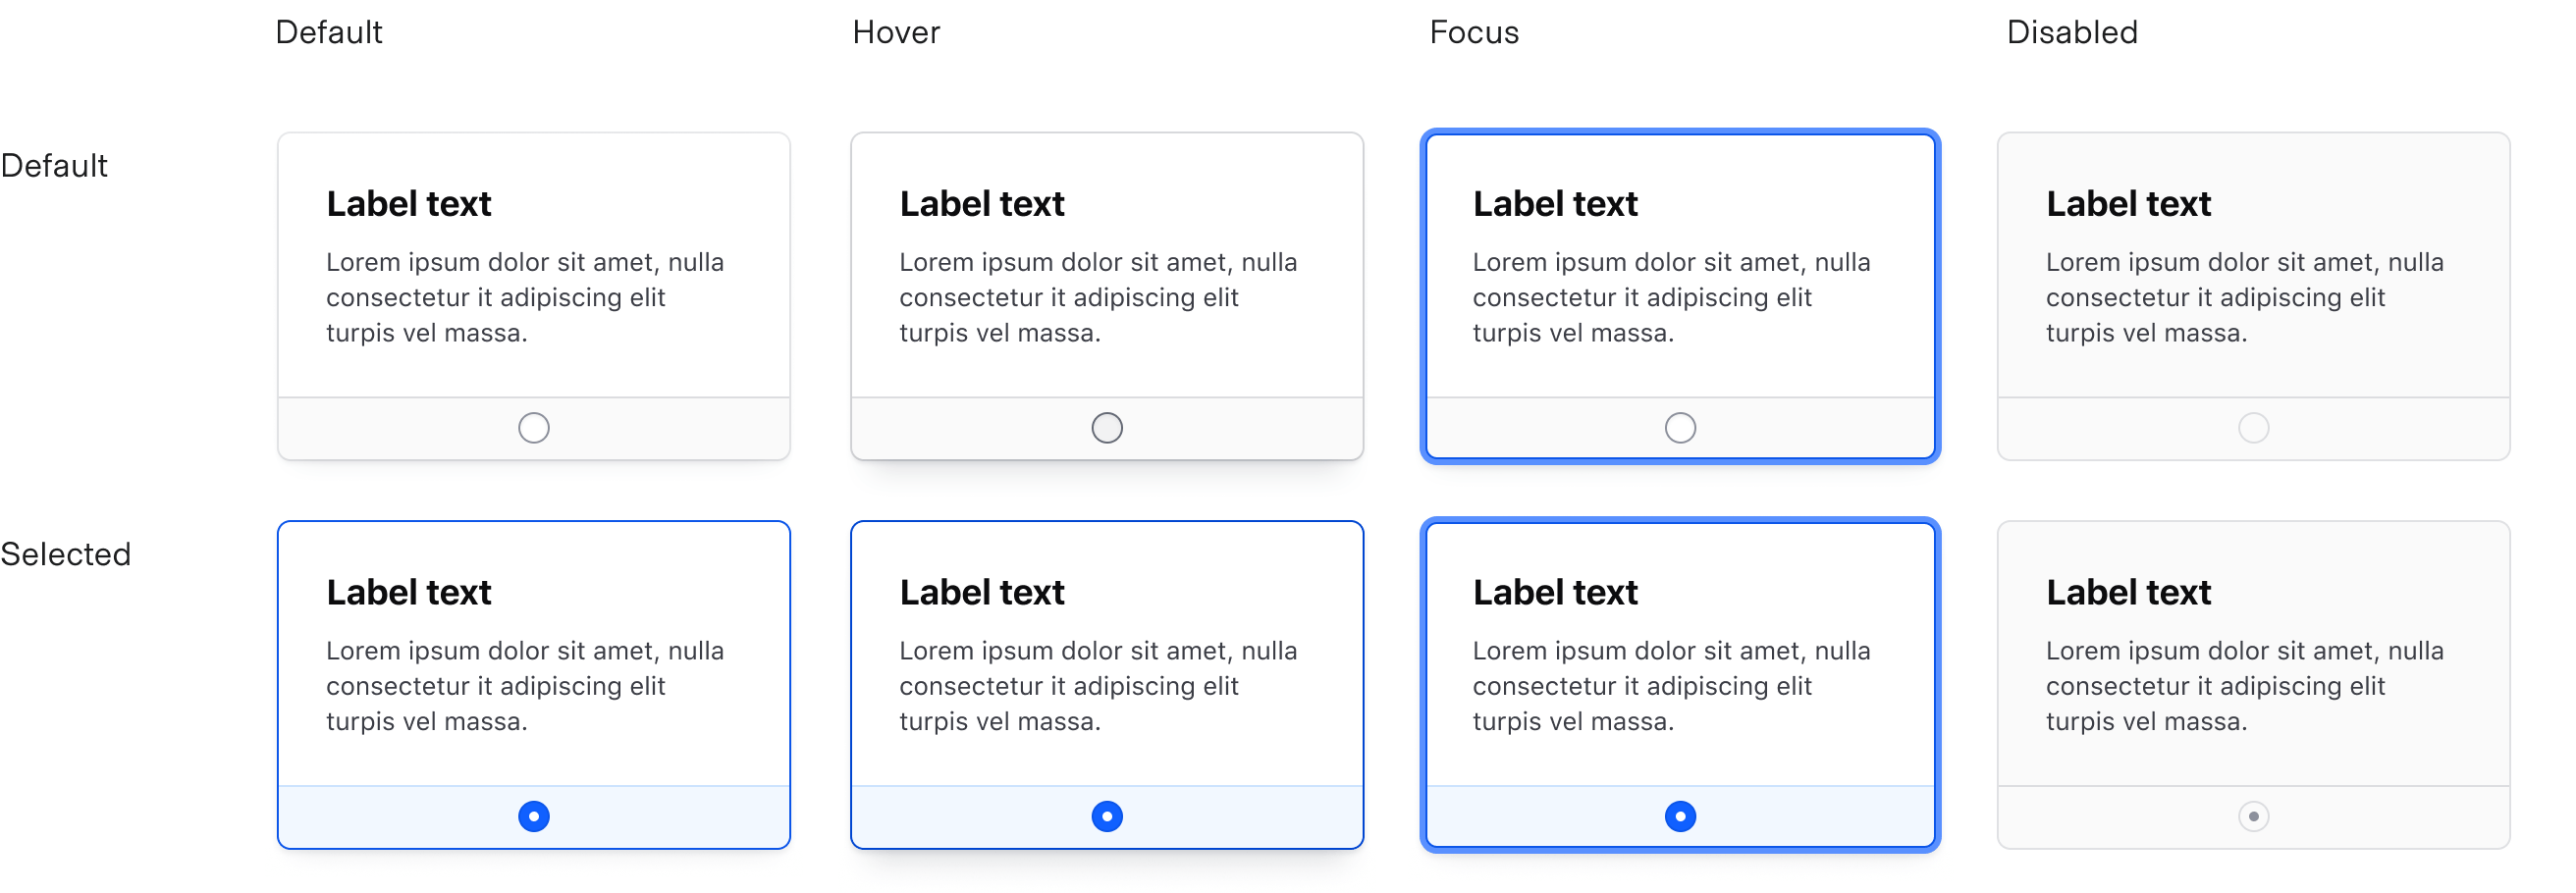 Default
Hover
Focus
Disabled
Default
Label text
Lorem ipsum dolor sit amet, nulla
consectetur it adipiscing elit
turpis vel massa.
Label text
Lorem ipsum dolor sit amet, nulla
consectetur it adipiscing elit
turpis vel massa.
Label text
Lorem ipsum dolor sit amet, nulla
consectetur it adipiscing elit
turpis vel massa.
Label text
Lorem ipsum dolor sit amet, nulla
consectetur it adipiscing elit
turpis vel massa.
Selected
Label text
Lorem ipsum dolor sit amet, nulla
consectetur it adipiscing elit
turpis vel massa.
Label text
Lorem ipsum dolor sit amet, nulla
consectetur it adipiscing elit
turpis vel massa.
Label text
Lorem ipsum dolor sit amet, nulla
consectetur it adipiscing elit
turpis vel massa.
Label text
Lorem ipsum dolor sit amet, nulla
consectetur it adipiscing elit
turpis vel massa.